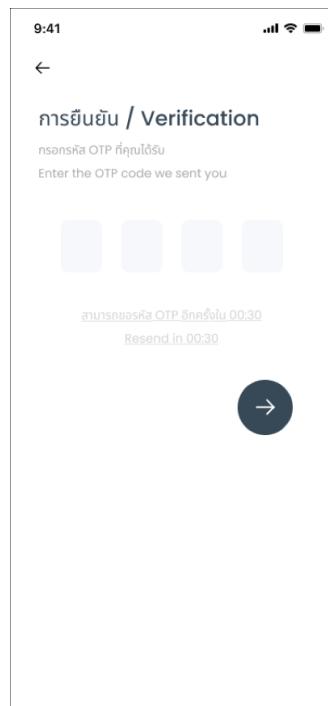 9:41
การยืนยัน / Verification
กรอกรหัส OTP ที่คุณได้รับ
Enter the OTP code we sent you
สามารถขอรหัส OTP อีกครั้งใน 00:30
Resend in 00:30